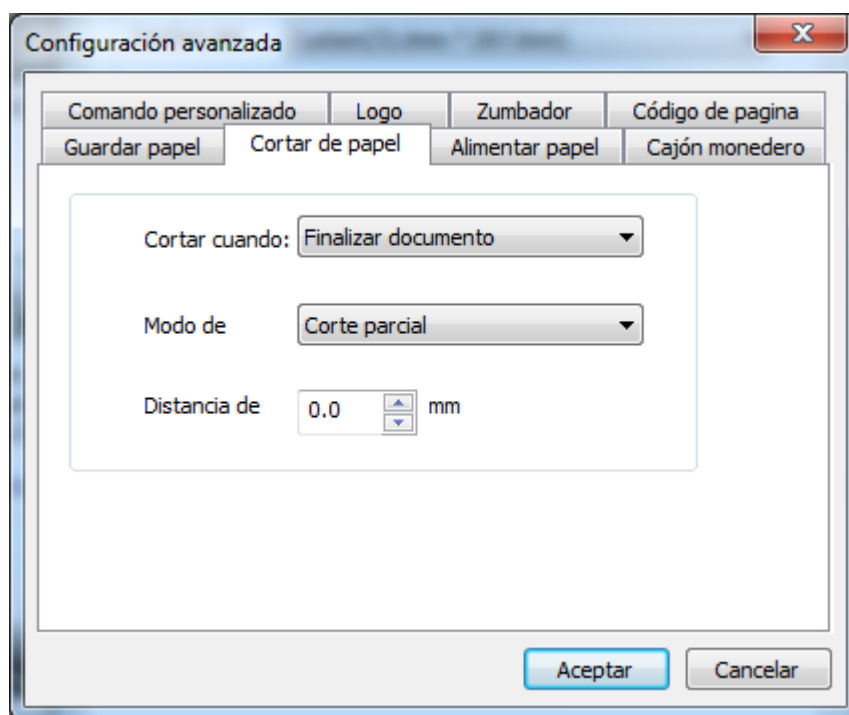 Configuración avanzada
Comando personalizado Logo Zumbador Código de pagina
Guardar papel Cortar de papel Alimentar papel Cajón monedero
Cortar cuando: Finalizar documento
Modo de Corte parcial
Distancia de 0.0 mm
Aceptar Cancelar